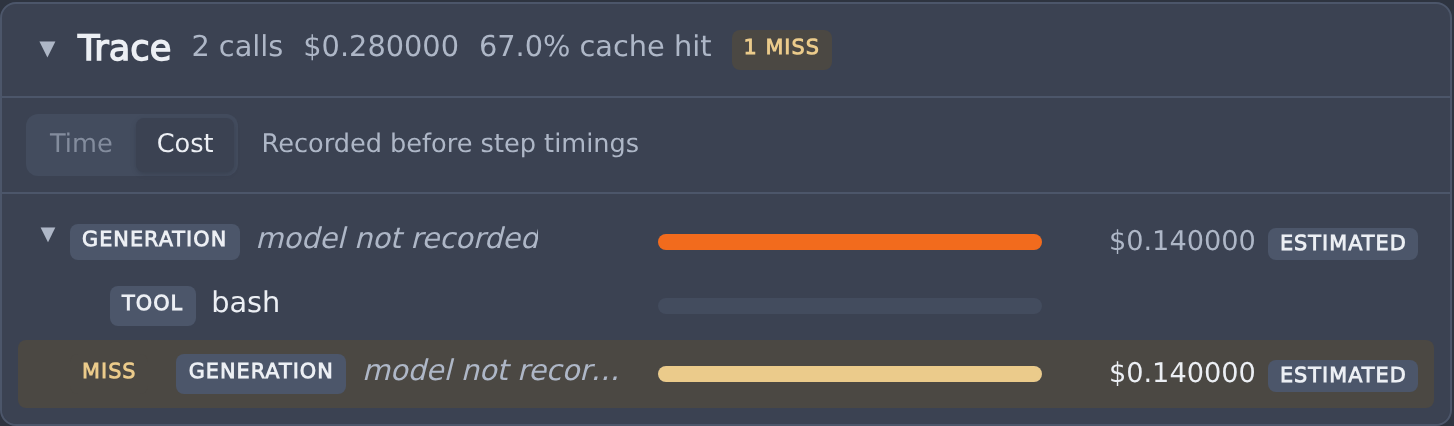 ▼ Trace 2 calls $0.280000 67.0% cache hit 1 MISS
Time Cost Recorded before step timings
▼ GENERATION model not recorded $0.140000 ESTIMATED
TOOL bash
MISS GENERATION model not recor… $0.140000 ESTIMATED